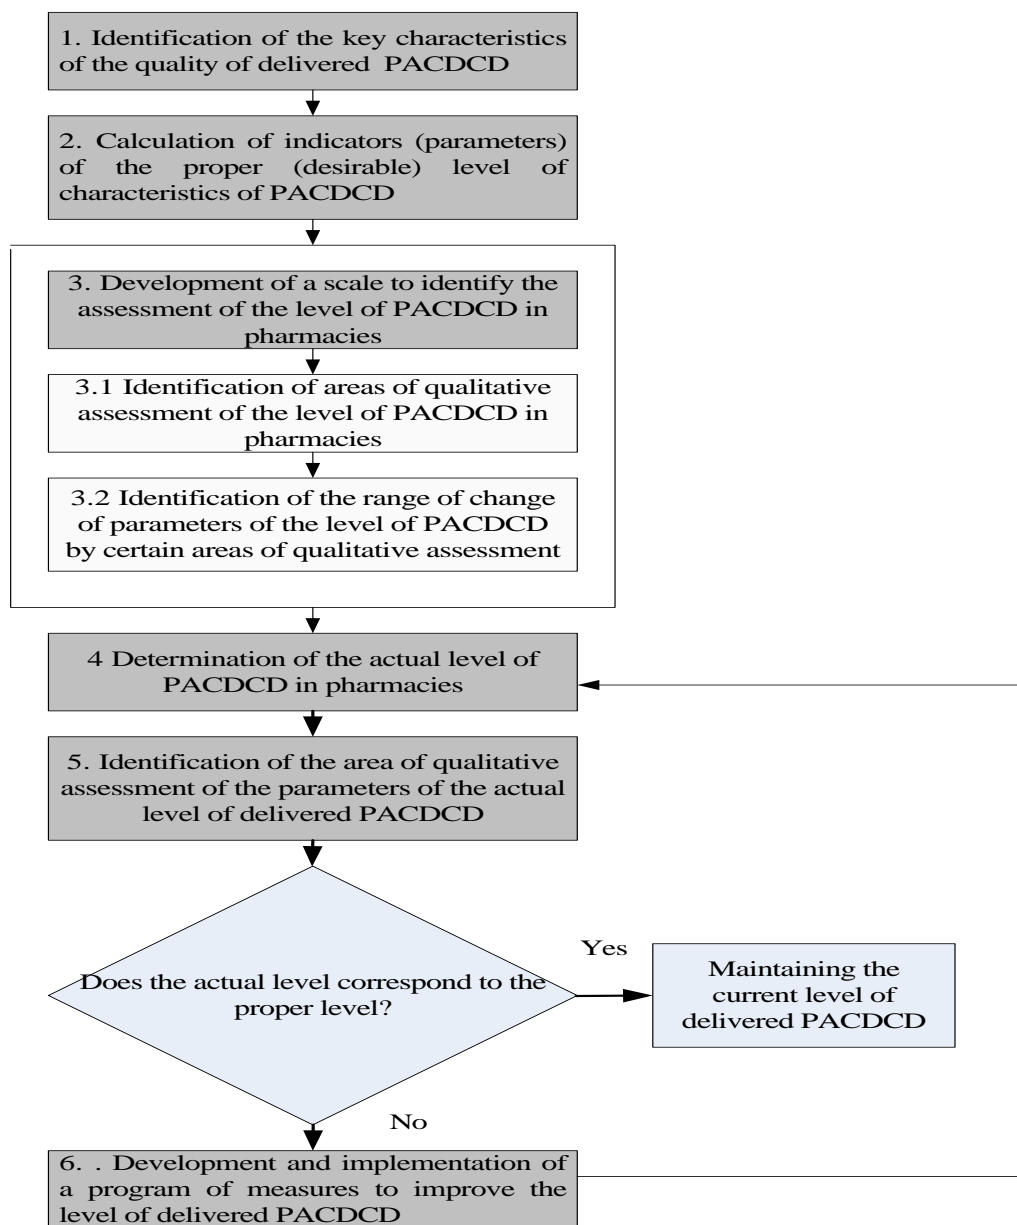 1. Identification of the key characteristics
of the quality of delivered PACDCD
2. Calculation of indicators (parameters)
of the proper (desirable) level of
characteristics of PACDCD
3. Development of a scale to identify the
assessment of the level of PACDCD in
pharmacies
3.1 Identification of areas of qualitative
assessment of the level of PACDCD in
pharmacies
3.2 Identification of the range of change
of parameters of the level of PACDCD
by certain areas of qualitative assessment
4 Determination of the actual level of
PACDCD in pharmacies
5. Identification of the area of qualitative
assessment of the parameters of the actual
level of delivered PACDCD
Does the actual level correspond to the
proper level?
Yes
Maintaining the
current level of
delivered PACDCD
No
6. . Development and implementation of
a program of measures to improve the
level of delivered PACDCD